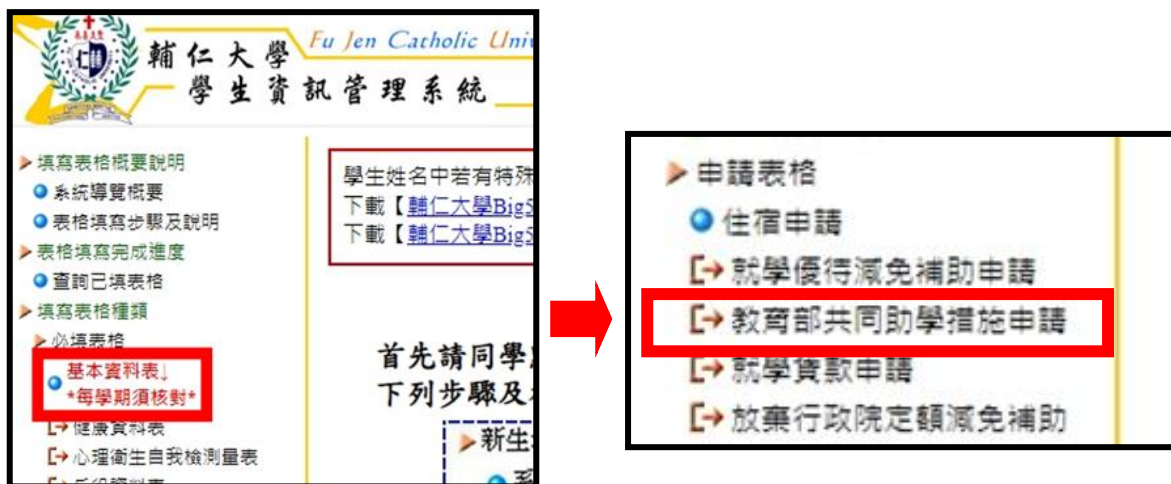 輔仁大學
Fu Jen Catholic Uni
學生資訊管理系統
填寫表格概要說明
系統導覽概要
表格填寫步驟及說明
表格填寫完成進度
查詢已填表格
填寫表格種類
必填表格
基本資料表↓
*每學期須核對*
健康資料表
心理衛生自我檢測量表
學生姓名中若有特殊
下載【輔仁大學Big5
下載【輔仁大學Big5
首先請同學
下列步驟及
新生
申請表格
住宿申請
就學優待減免補助申請
教育部共同助學措施申請
就學貸款申請
放棄行政院定額減免補助